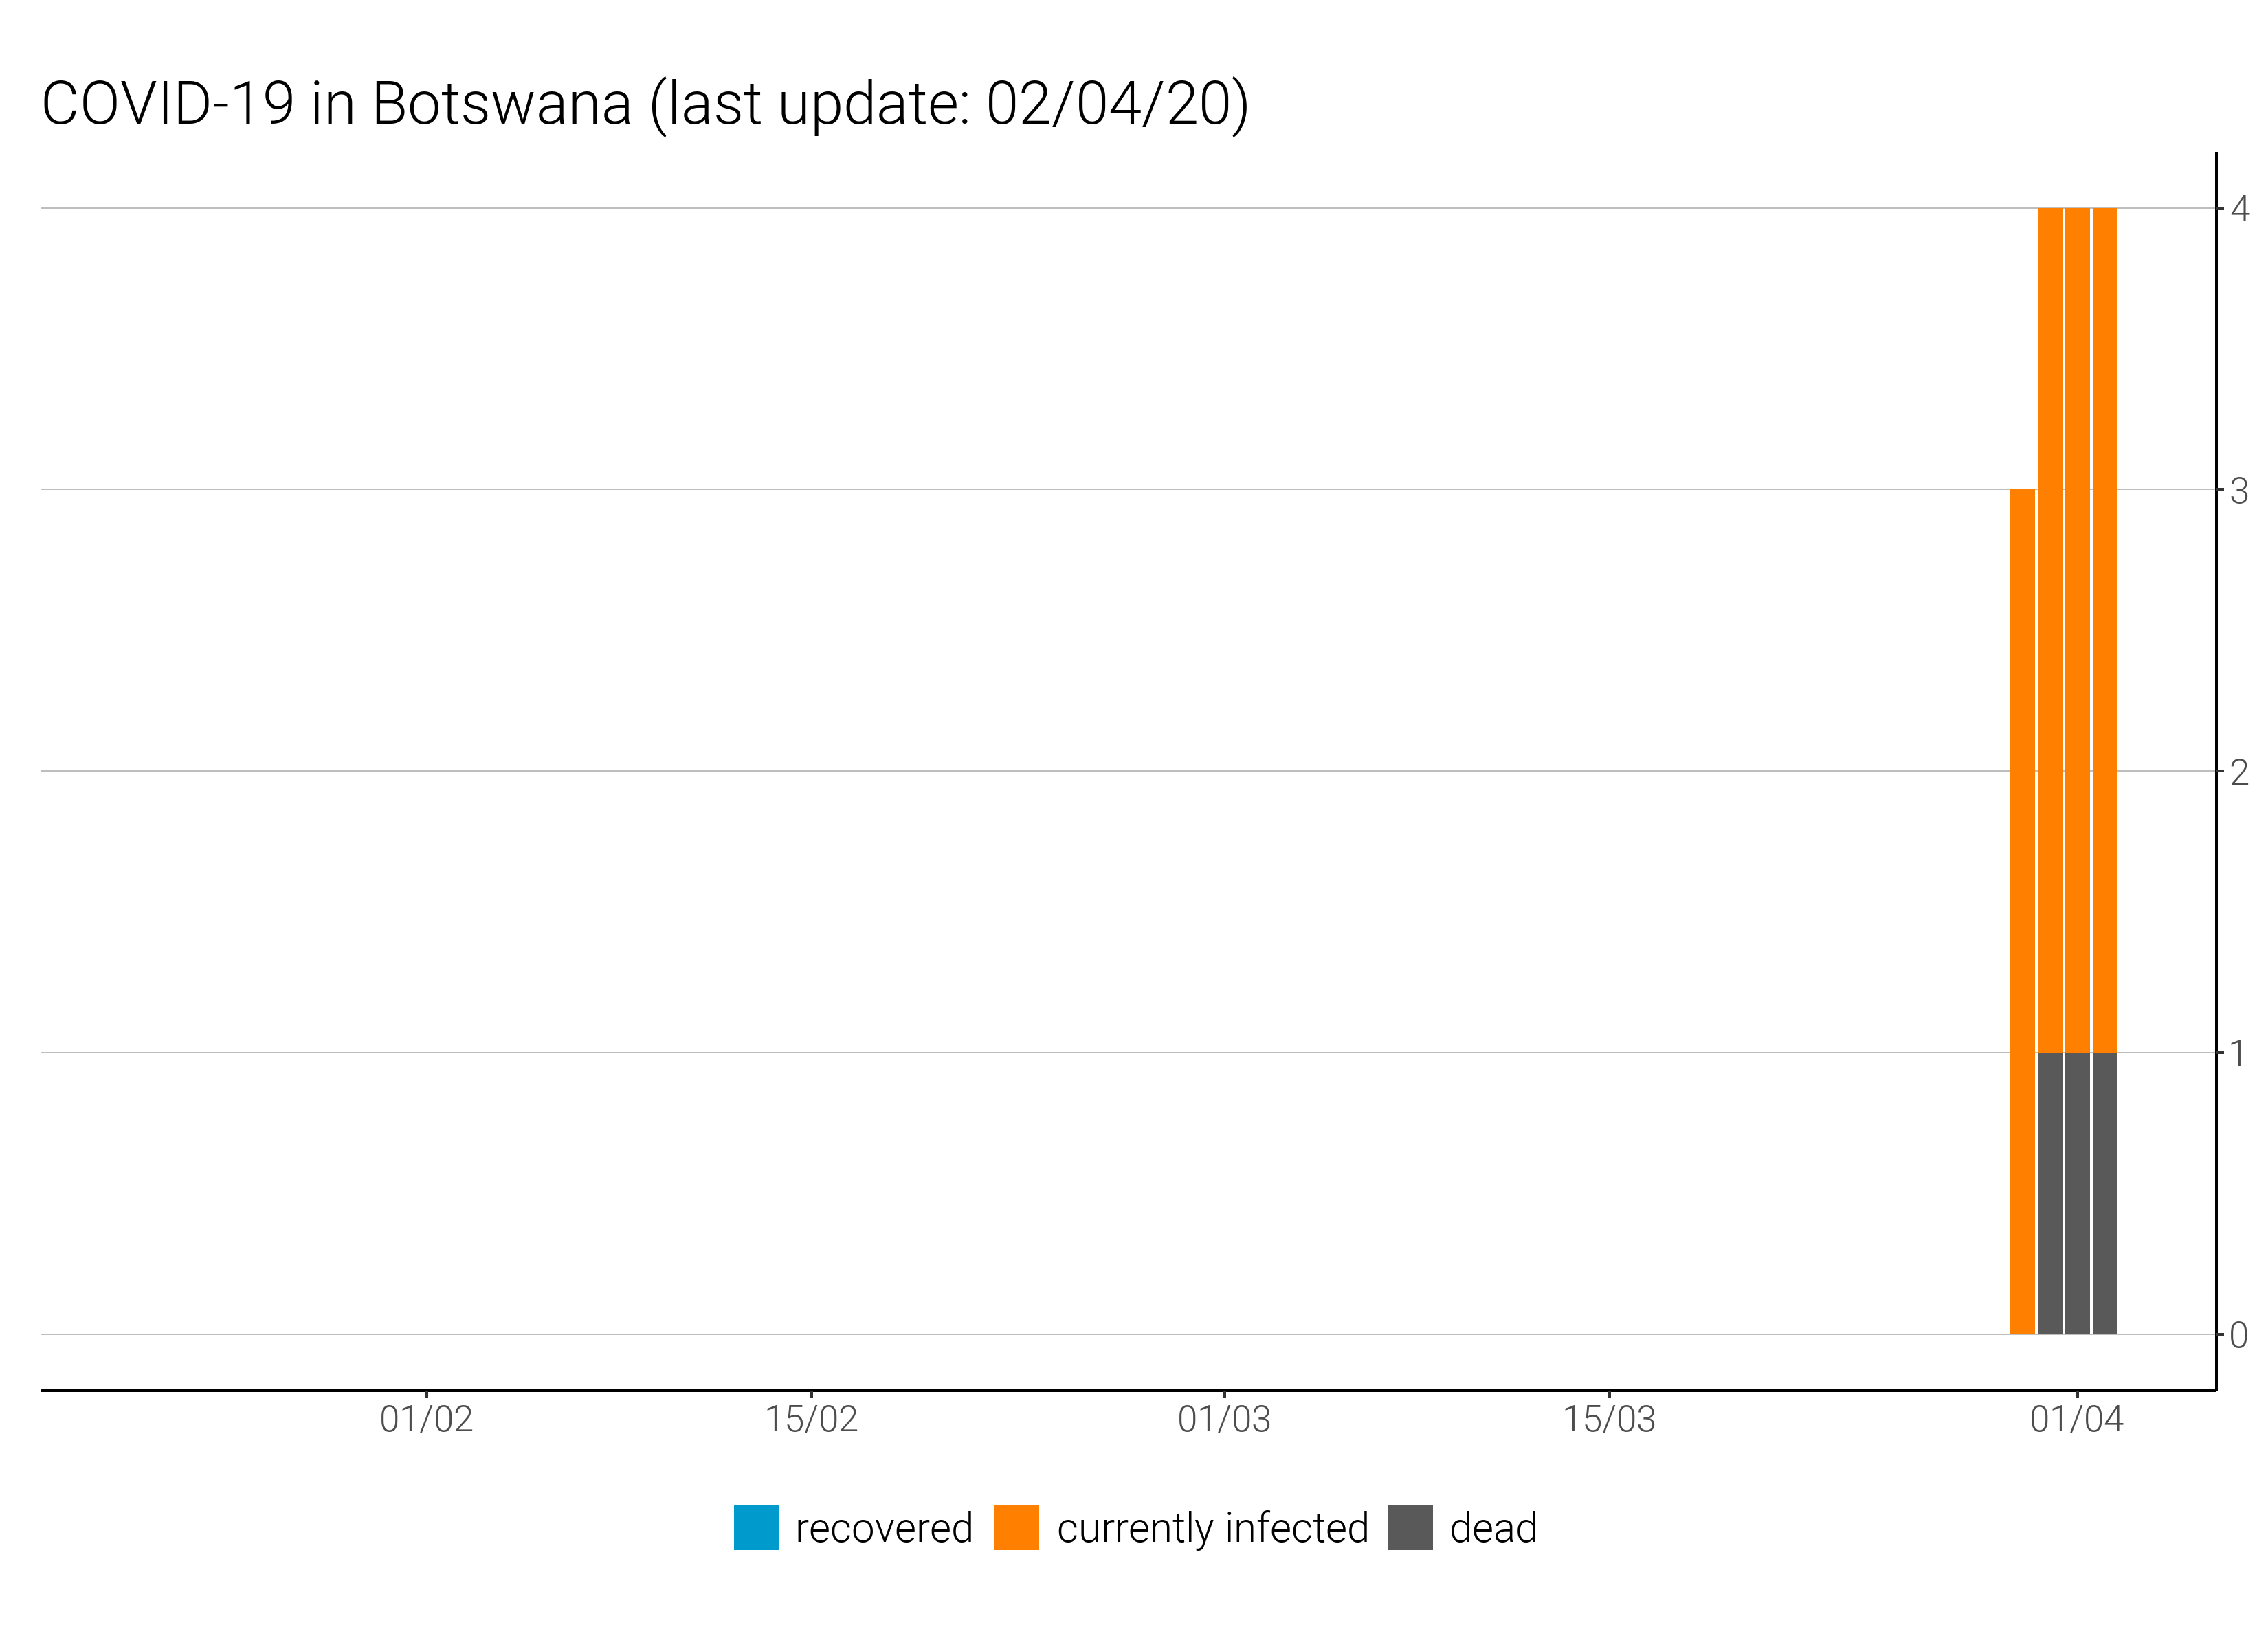 COVID-19 in Botswana (last update: 02/04/20)
4
3
2
1
0
01/02 15/02 01/03 15/03 01/04
recovered currently infected dead